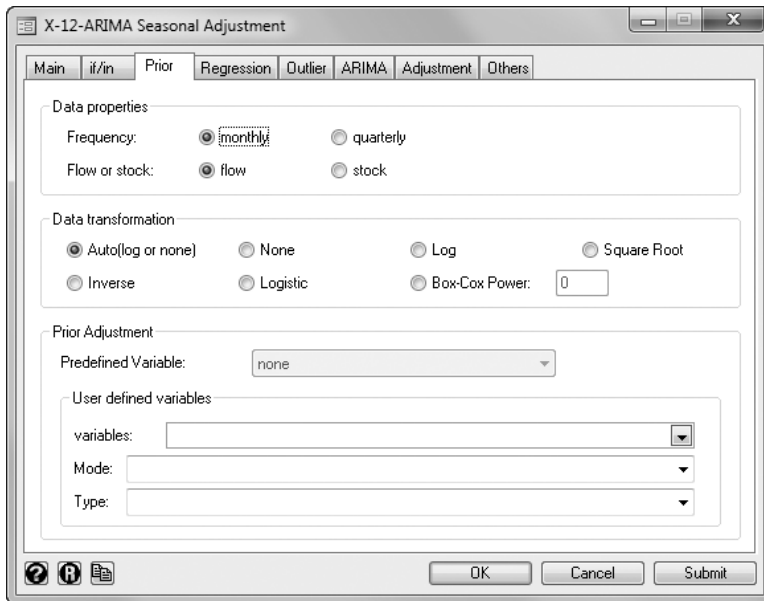 X-12-ARIMA Seasonal Adjustment
Main if/in Prior Regression Outlier ARIMA Adjustment Others
Data properties
Frequency: monthly quarterly
Flow or stock: flow stock
Data transformation
Auto(log or none) None Log Square Root
Inverse Logistic Box-Cox Power: 0
Prior Adjustment
Predefined Variable: none
User defined variables
variables:
Mode:
Type:
? R OK Cancel Submit